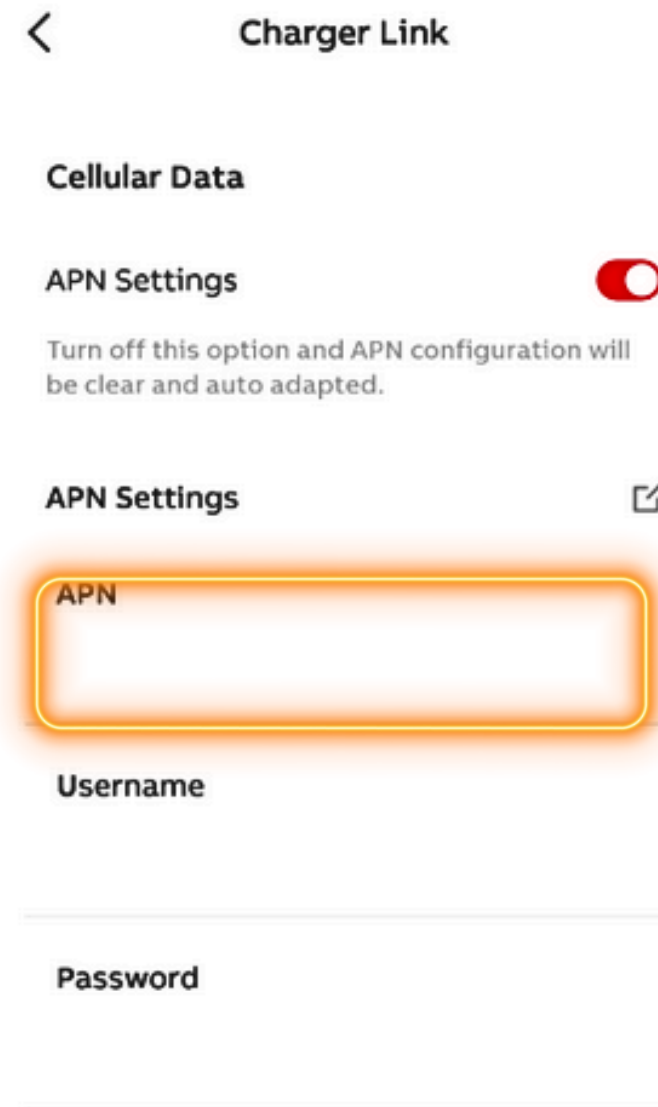 Charger Link
Cellular Data
APN Settings
Turn off this option and APN configuration will
be clear and auto adapted.
APN Settings
APN
Username
Password